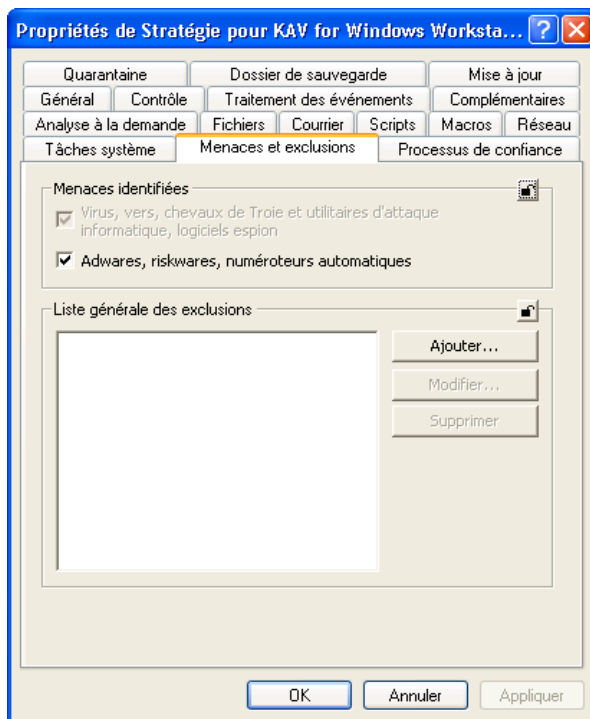 Propriétés de Stratégie pour KAV for Windows Worksta...
Quarantaine Dossier de sauvegarde Mise à jour
Général Contrôle Traitement des événements Complémentaires
Analyse à la demande Fichiers Courrier Scripts Macros Réseau
Tâches système Menaces et exclusions Processus de confiance
Menaces identifiées
Virus, vers, chevaux de Troie et utilitaires d'attaque
informatique, logiciels espion
Adwares, riskwares, numéroteurs automatiques
Liste générale des exclusions
Ajouter...
Modifier...
Supprimer
OK Annuler Appliquer